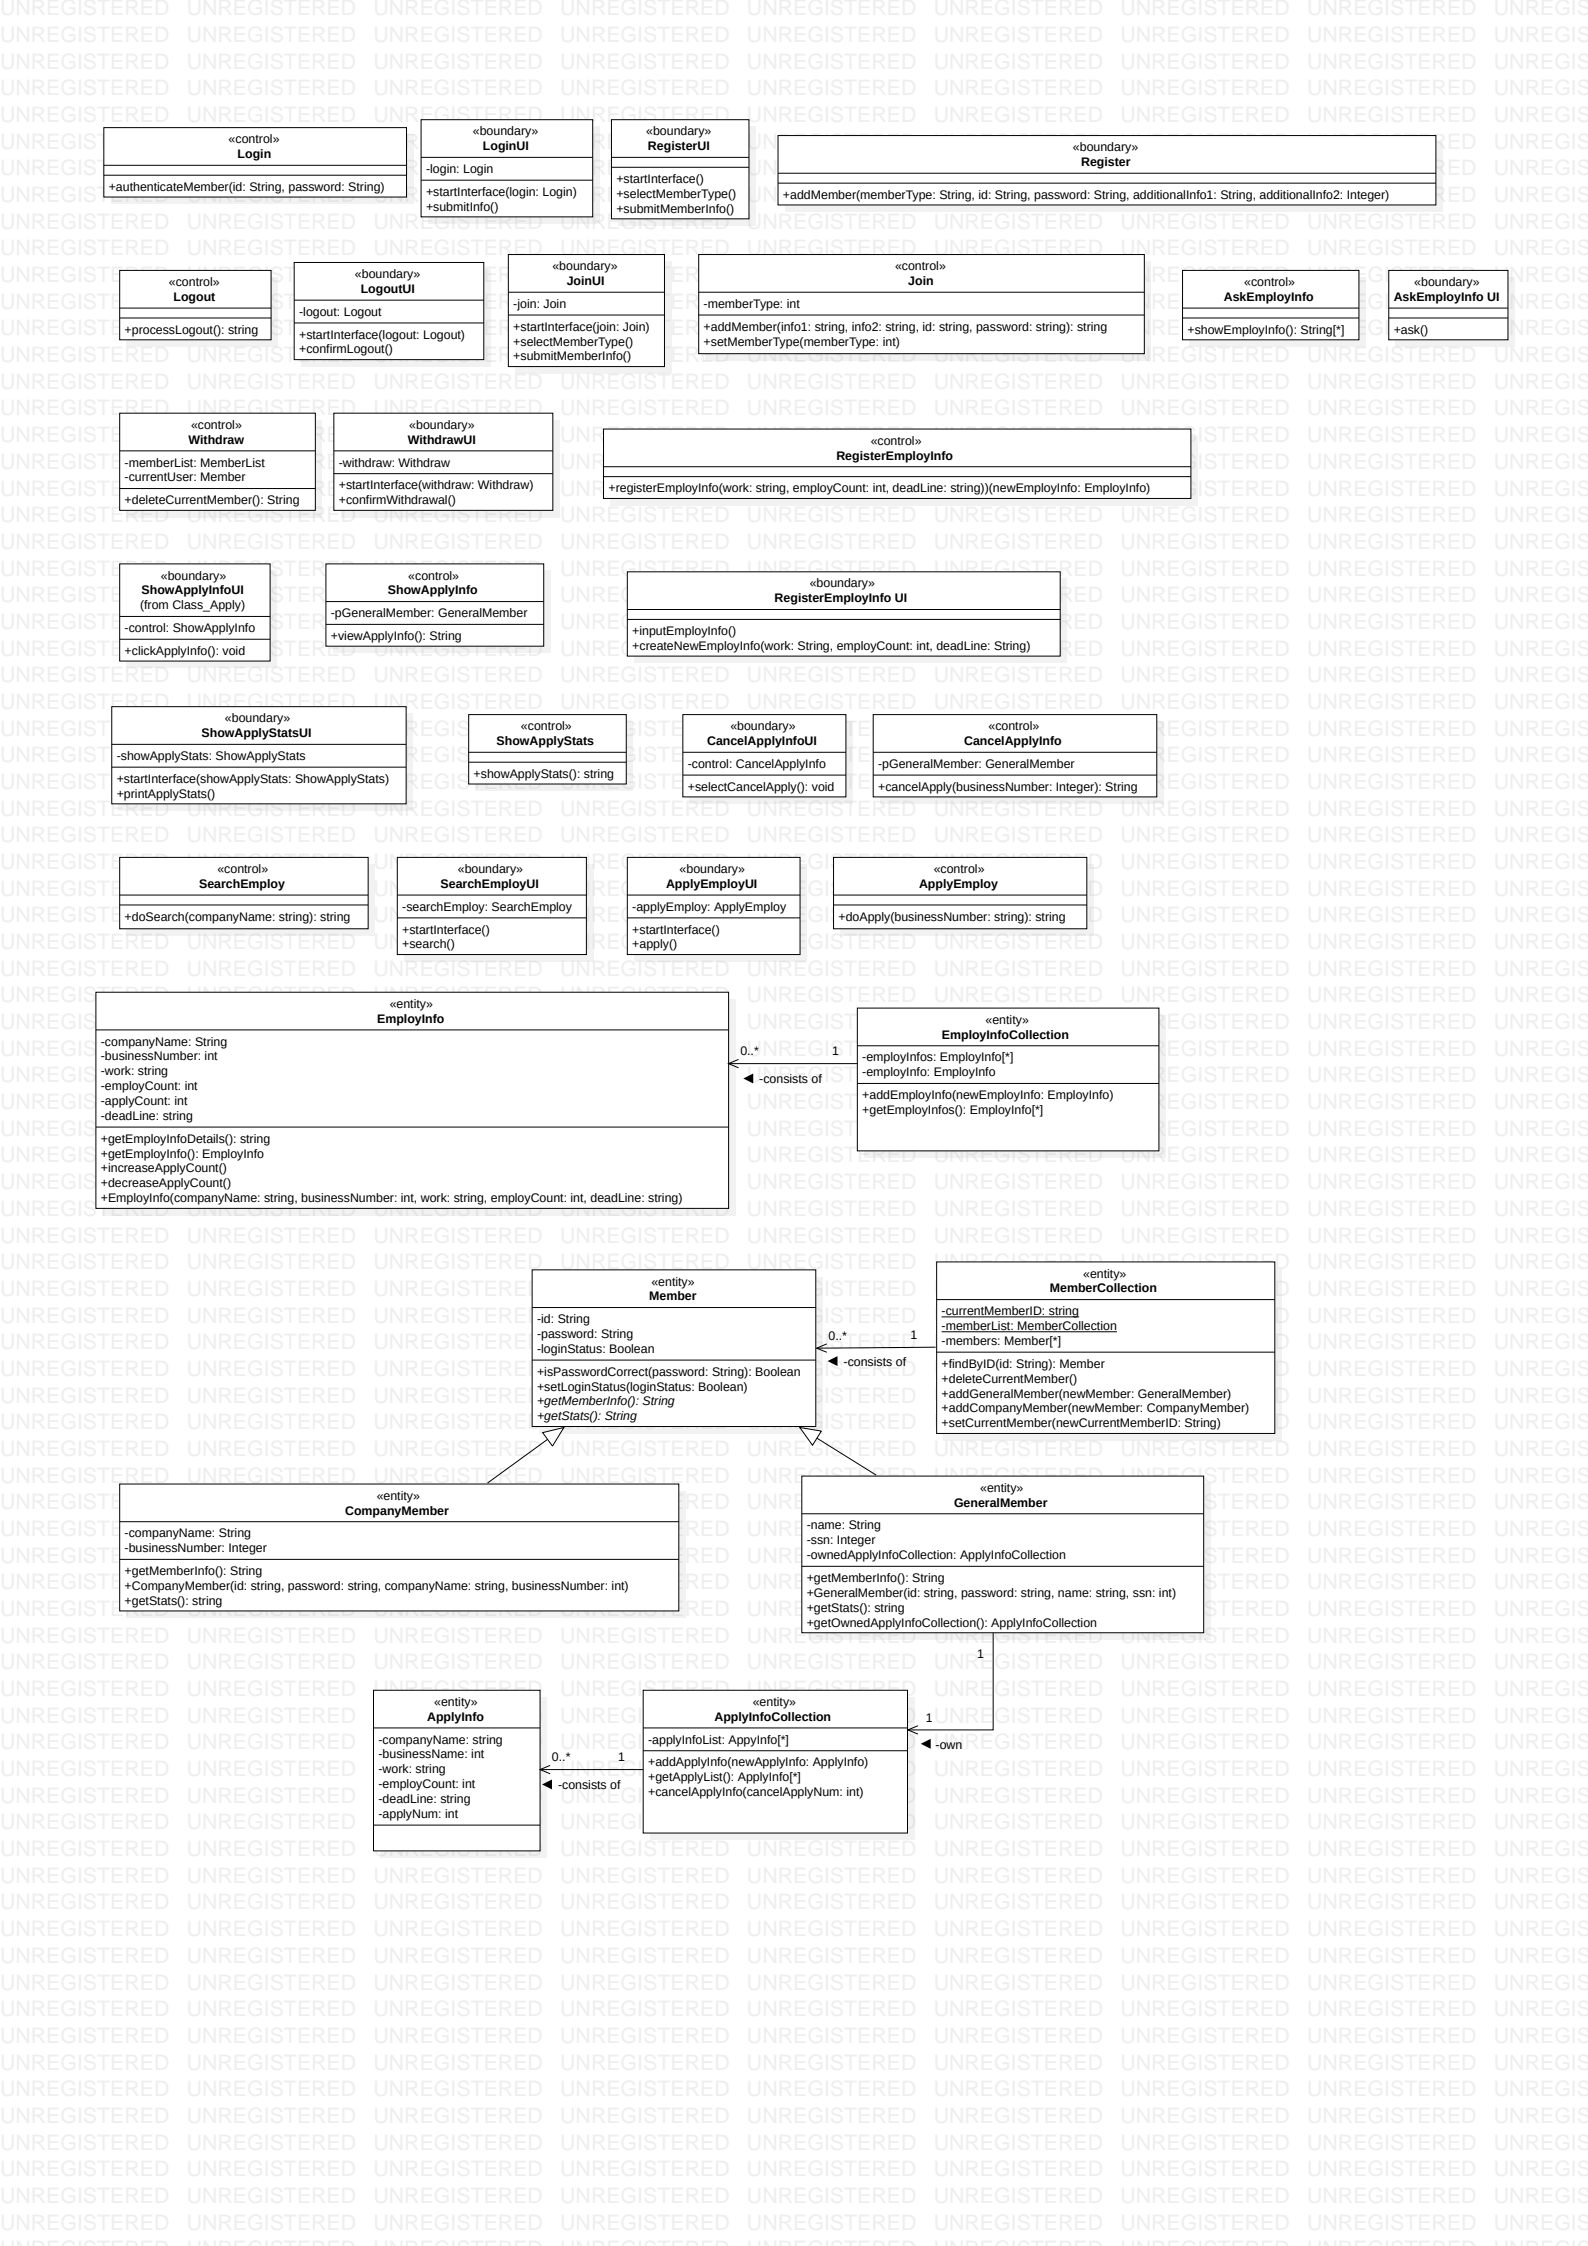 «control»
Login
+authenticateMember(id: String, password: String)
«boundary»
LoginUI
-login: Login
+startInterface(login: Login)
+submitInfo()
«boundary»
RegisterUI
+startInterface()
+selectMemberType()
+submitMemberInfo()
«boundary»
Register
+addMember(memberType: String, id: String, password: String, additionalInfo1: String, additionalInfo2: Integer)
«control»
Logout
+processLogout(): string
«boundary»
LogoutUI
-logout: Logout
+startInterface(logout: Logout)
+confirmLogout()
«boundary»
JoinUI
-join: Join
+startInterface(join: Join)
+selectMemberType()
+submitMemberInfo()
«control»
Join
-memberType: int
+addMember(info1: string, info2: string, id: string, password: string): string
+setMemberType(memberType: int)
«control»
AskEmployInfo
+showEmployInfo(): String[*]
«boundary»
AskEmployInfo UI
+ask()
«control»
Withdraw
-memberList: MemberList
-currentUser: Member
+deleteCurrentMember(): String
«boundary»
WithdrawUI
-withdraw: Withdraw
+startInterface(withdraw: Withdraw)
+confirmWithdrawal()
«control»
RegisterEmployInfo
+registerEmployInfo(work: string, employCount: int, deadLine: string))(newEmployInfo: EmployInfo)
«boundary»
ShowApplyInfoUI
(from Class_Apply)
-control: ShowApplyInfo
+clickApplyInfo(): void
«control»
ShowApplyInfo
-pGeneralMember: GeneralMember
+viewApplyInfo(): String
«boundary»
RegisterEmployInfo UI
+inputEmployInfo()
+createNewEmployInfo(work: String, employCount: int, deadLine: String)
«boundary»
ShowApplyStatsUI
-showApplyStats: ShowApplyStats
+startInterface(showApplyStats: ShowApplyStats)
+printApplyStats()
«control»
ShowApplyStats
+showApplyStats(): string
«boundary»
CancelApplyInfoUI
-control: CancelApplyInfo
+selectCancelApply(): void
«control»
CancelApplyInfo
-pGeneralMember: GeneralMember
+cancelApply(businessNumber: Integer): String
«control»
SearchEmploy
+doSearch(companyName: string): string
«boundary»
SearchEmployUI
-searchEmploy: SearchEmploy
+startInterface()
+search()
«boundary»
ApplyEmployUI
-applyEmploy: ApplyEmploy
+startInterface()
+apply()
«control»
ApplyEmploy
+doApply(businessNumber: string): string
«entity»
EmployInfo
-companyName: String
-businessNumber: int
-work: string
-employCount: int
-applyCount: int
-deadLine: string
+getEmployInfoDetails(): string
+getEmployInfo(): EmployInfo
+increaseApplyCount()
+decreaseApplyCount()
+EmployInfo(companyName: string, businessNumber: int, work: string, employCount: int, deadLine: string)
0..* 1
◀ -consists of
«entity»
EmployInfoCollection
-employInfos: EmployInfo[*]
-employInfo: EmployInfo
+addEmployInfo(newEmployInfo: EmployInfo)
+getEmployInfos(): EmployInfo[*]
«entity»
Member
-id: String
-password: String
-loginStatus: Boolean
+isPasswordCorrect(password: String): Boolean
+setLoginStatus(loginStatus: Boolean)
+getMemberInfo(): String
+getStats(): String
0..* 1
◀ -consists of
«entity»
MemberCollection
-currentMemberID: string
-memberList: MemberCollection
-members: Member[*]
+findByID(id: String): Member
+deleteCurrentMember()
+addGeneralMember(newMember: GeneralMember)
+addCompanyMember(newMember: CompanyMember)
+setCurrentMember(newCurrentMemberID: String)
«entity»
CompanyMember
-companyName: String
-businessNumber: Integer
+getMemberInfo(): String
+CompanyMember(id: string, password: string, companyName: string, businessNumber: int)
+getStats(): string
«entity»
GeneralMember
-name: String
-ssn: Integer
-ownedApplyInfoCollection: ApplyInfoCollection
+getMemberInfo(): String
+GeneralMember(id: string, password: string, name: string, ssn: int)
+getStats(): string
+getOwnedApplyInfoCollection(): ApplyInfoCollection
1
1
◀ -own
«entity»
ApplyInfo
-companyName: string
-businessName: int
-work: string
-employCount: int
-deadLine: string
-applyNum: int
0..* 1
◀ -consists of
«entity»
ApplyInfoCollection
-applyInfoList: AppyInfo[*]
+addApplyInfo(newApplyInfo: ApplyInfo)
+getApplyList(): ApplyInfo[*]
+cancelApplyInfo(cancelApplyNum: int)
UNREGISTERED